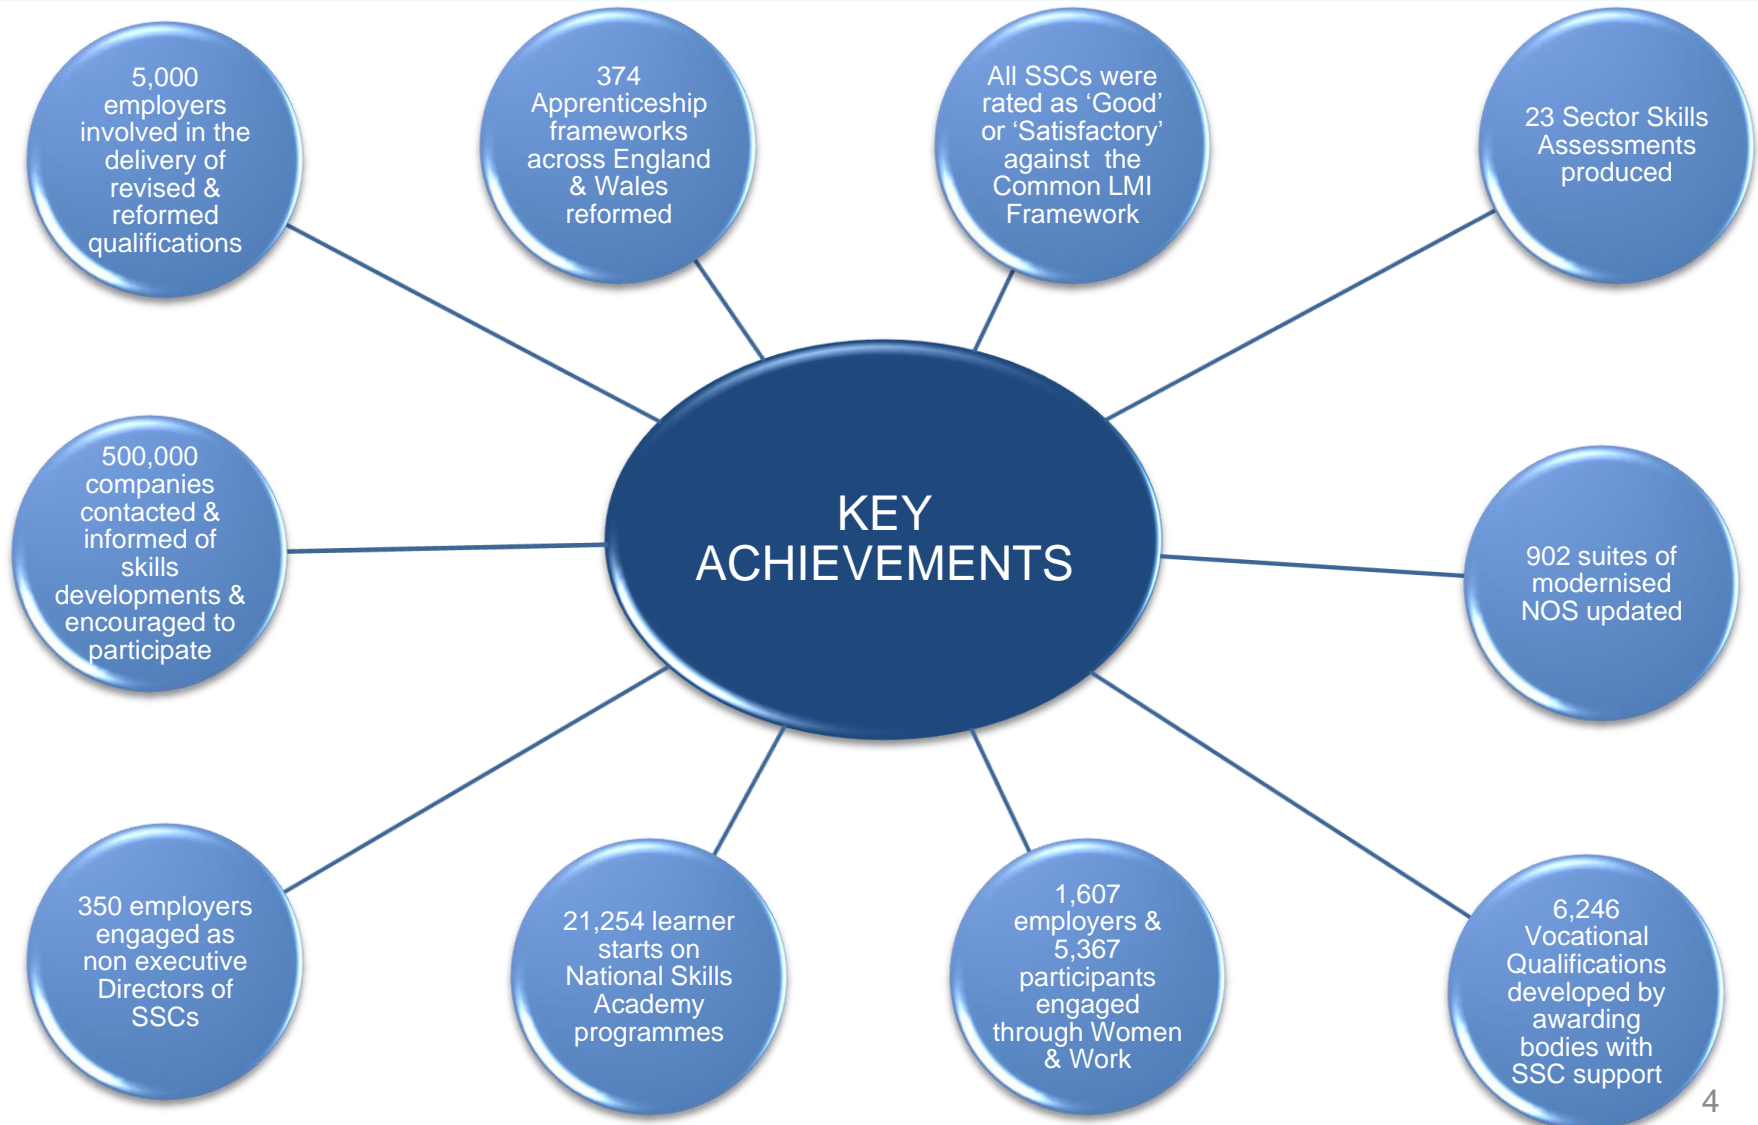 5,000
employers
involved in the
delivery of
revised &
reformed
qualifications
374
Apprenticeship
frameworks
across England
& Wales
reformed
All SSCs were
rated as ‘Good’
or ‘Satisfactory’
against the
Common LMI
Framework
23 Sector Skills
Assessments
produced
500,000
companies
contacted &
informed of
skills
developments &
encouraged to
participate
KEY
ACHIEVEMENTS
902 suites of
modernised
NOS updated
350 employers
engaged as
non executive
Directors of
SSCs
21,254 learner
starts on
National Skills
Academy
programmes
1,607
employers &
5,367
participants
engaged
through Women
& Work
6,246
Vocational
Qualifications
developed by
awarding
bodies with
SSC support
4